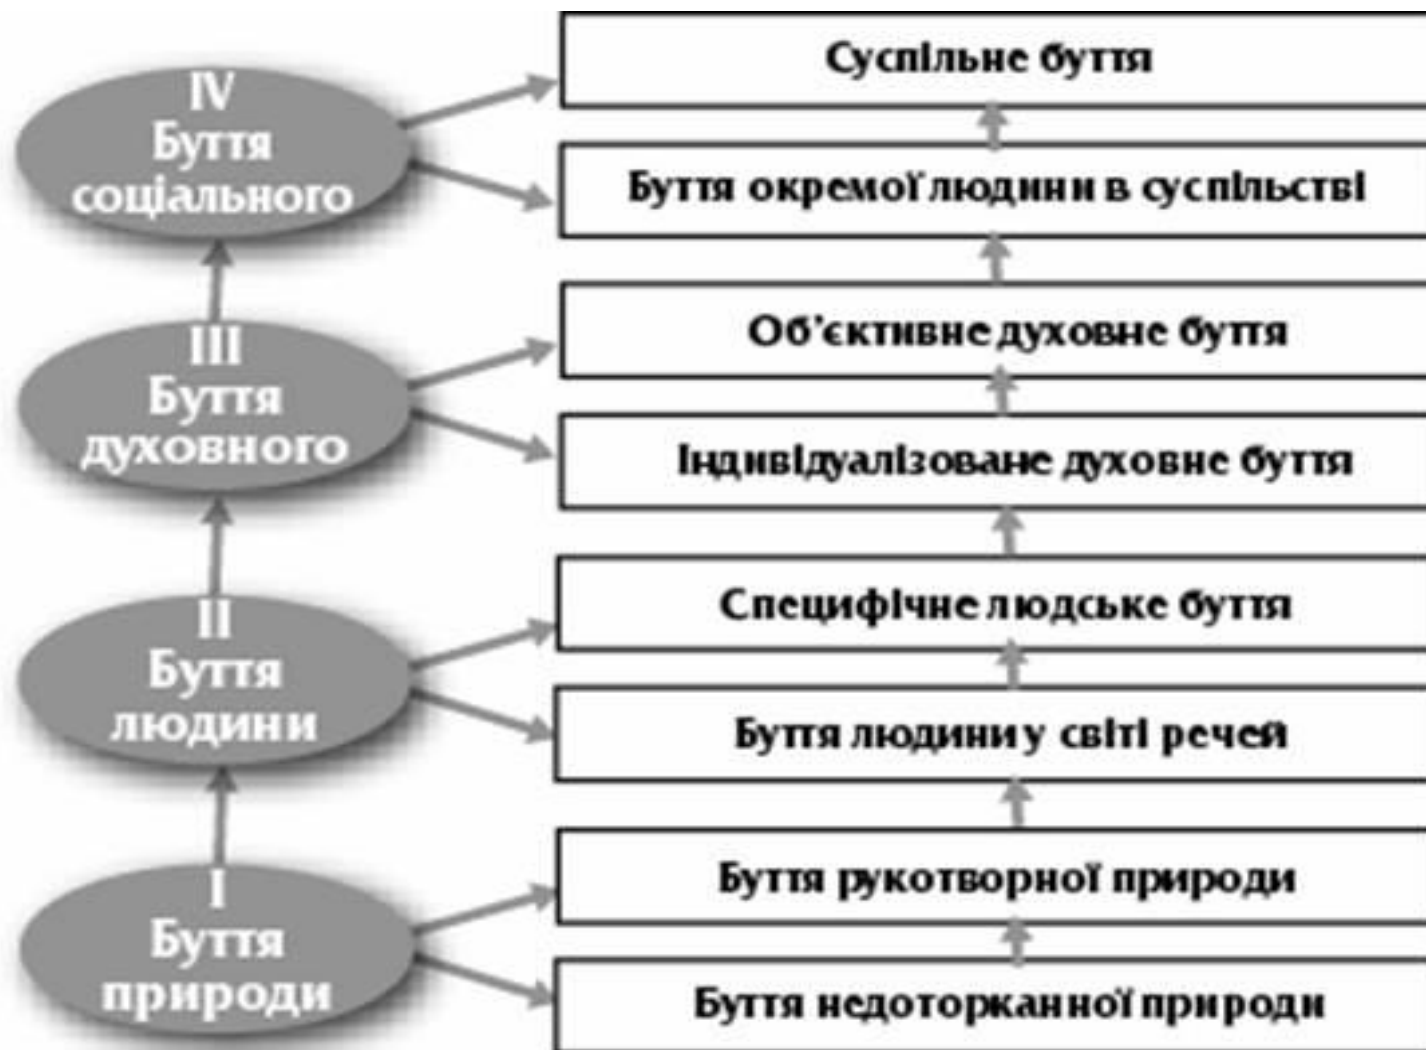 IV
Буття
соціального
Суспільне буття
Буття окремої людини в суспільстві
III
Буття
духовного
Об'єктивне духовне буття
Індивідуалізоване духовне буття
II
Буття
людини
Специфічне людське буття
Буття людини у світі речей
I
Буття
природи
Буття рукотворної природи
Буття недоторканної природи